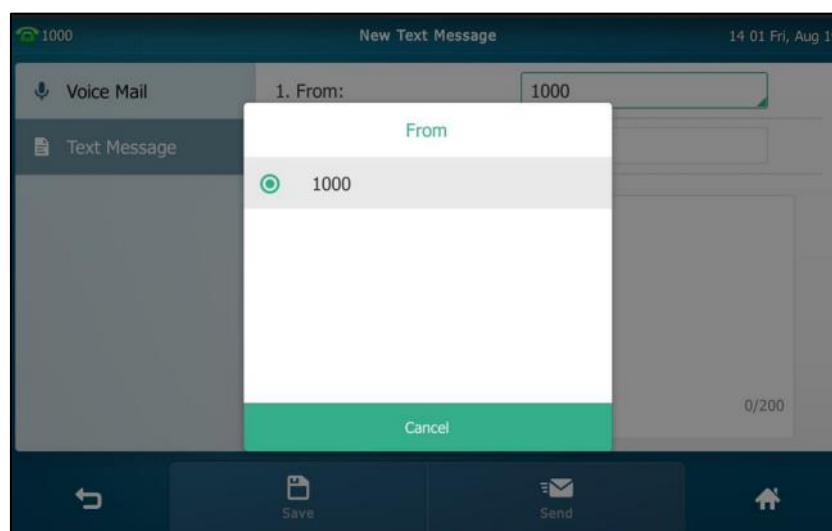 1000
New Text Message
14 01 Fri, Aug 1
Voice Mail
1. From:
1000
Text Message
From
1000
0/200
Cancel
Save
Send